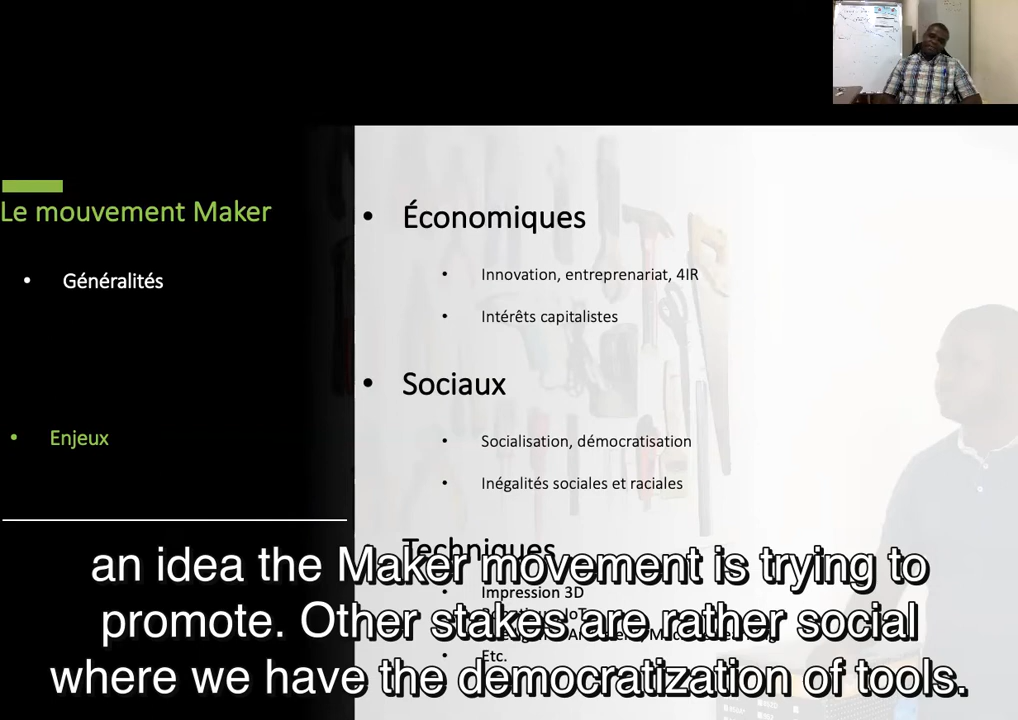 Le mouvement Maker
• Généralités
• Enjeux
• Économiques
• Innovation, entreprenariat, 4IR
• Intérêts capitalistes
• Sociaux
• Socialisation, démocratisation
• Inégalités sociales et raciales
Techniques
• Impression 3D
IoT
• Etc.
an idea the Maker movement is trying to
promote. Other stakes are rather social
where we have the democratization of tools.